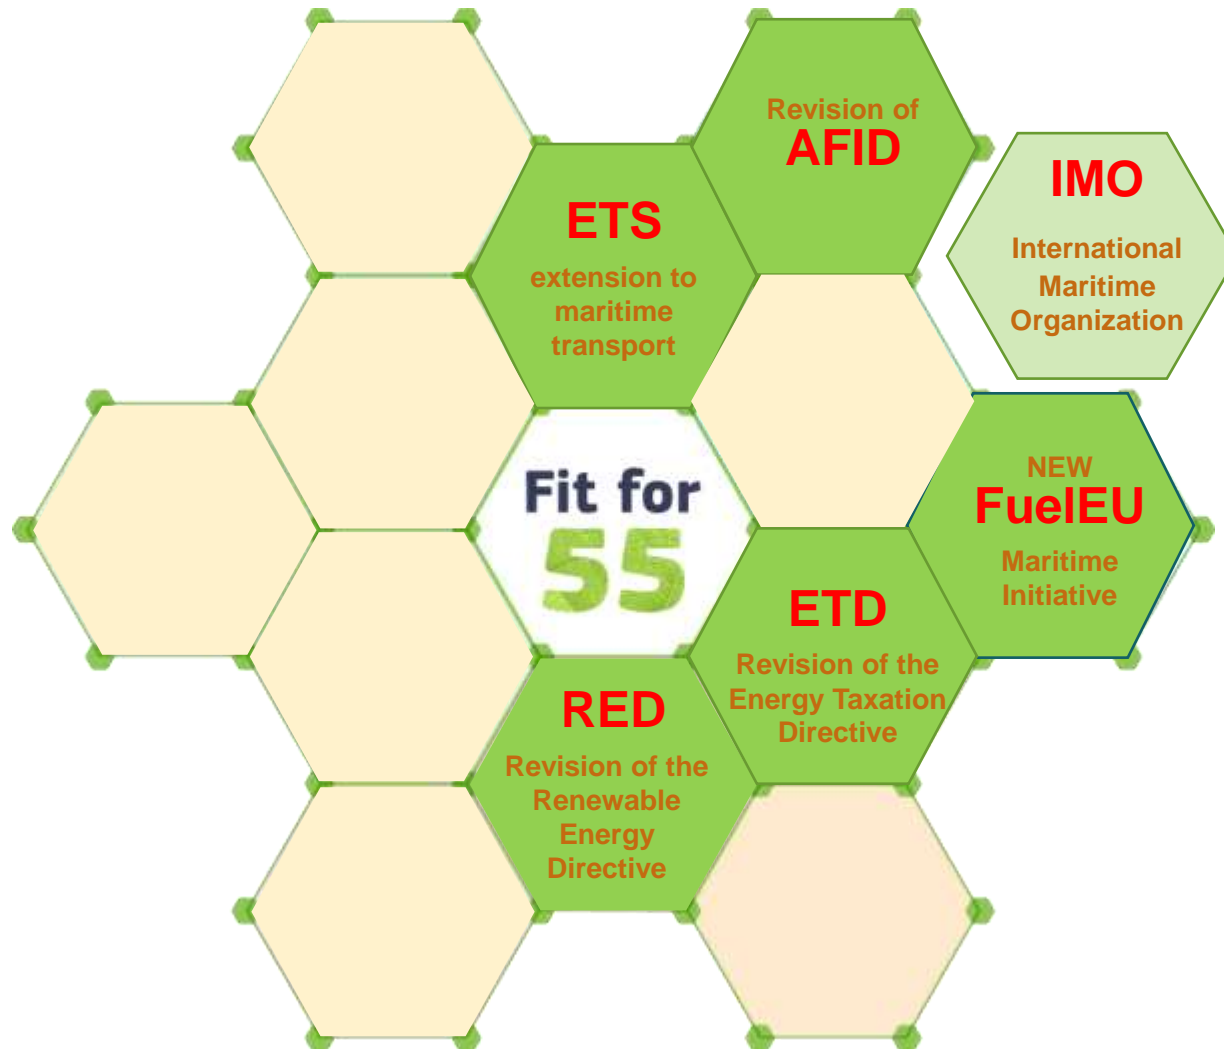 Revision of
AFID
IMO
International
Maritime
Organization
ETS
extension to
maritime
transport
Fit for
55
NEW
FuelEU
Maritime
Initiative
ETD
Revision of the
Energy Taxation
Directive
RED
Revision of the
Renewable
Energy
Directive